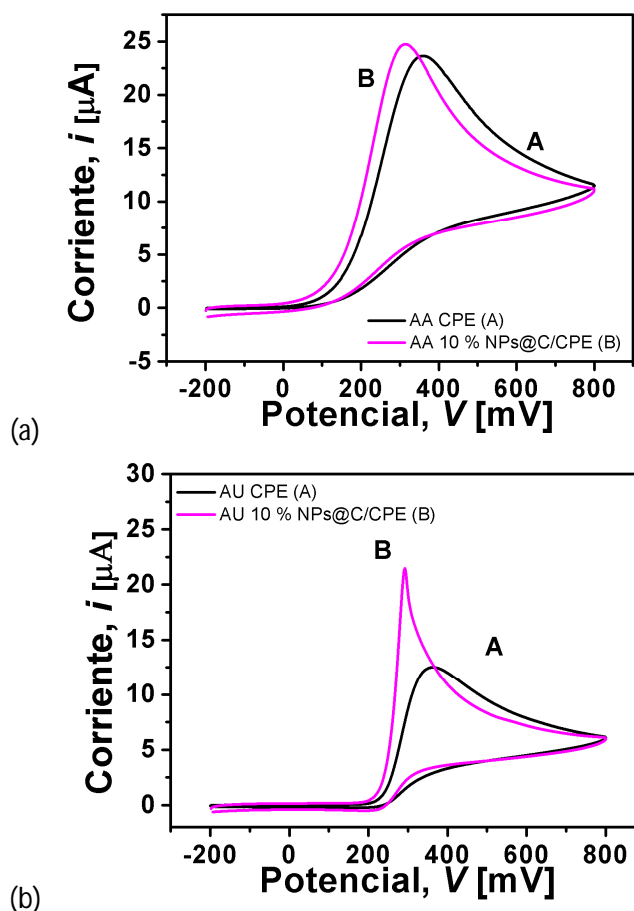 25
20
15
10
5
0
-5
Corriente, i [μA]
B
A
AA CPE (A)
AA 10 % NPs@C/CPE (B)
-200 0 200 400 600 800
Potencial, V [mV]
(a)
30
25
20
15
10
5
0
Corriente, i [μA]
AU CPE (A)
AU 10 % NPs@C/CPE (B)
B
A
-200 0 200 400 600 800
Potencial, V [mV]
(b)